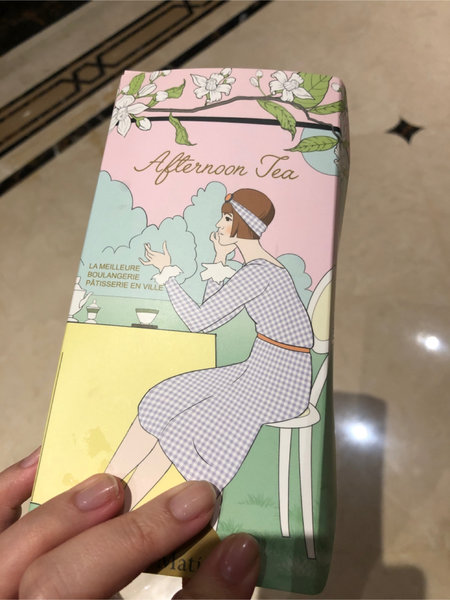 Afternoon Tea
LA MEILLEURE
BOULANGERIE
PÂTISSERIE EN VILLE